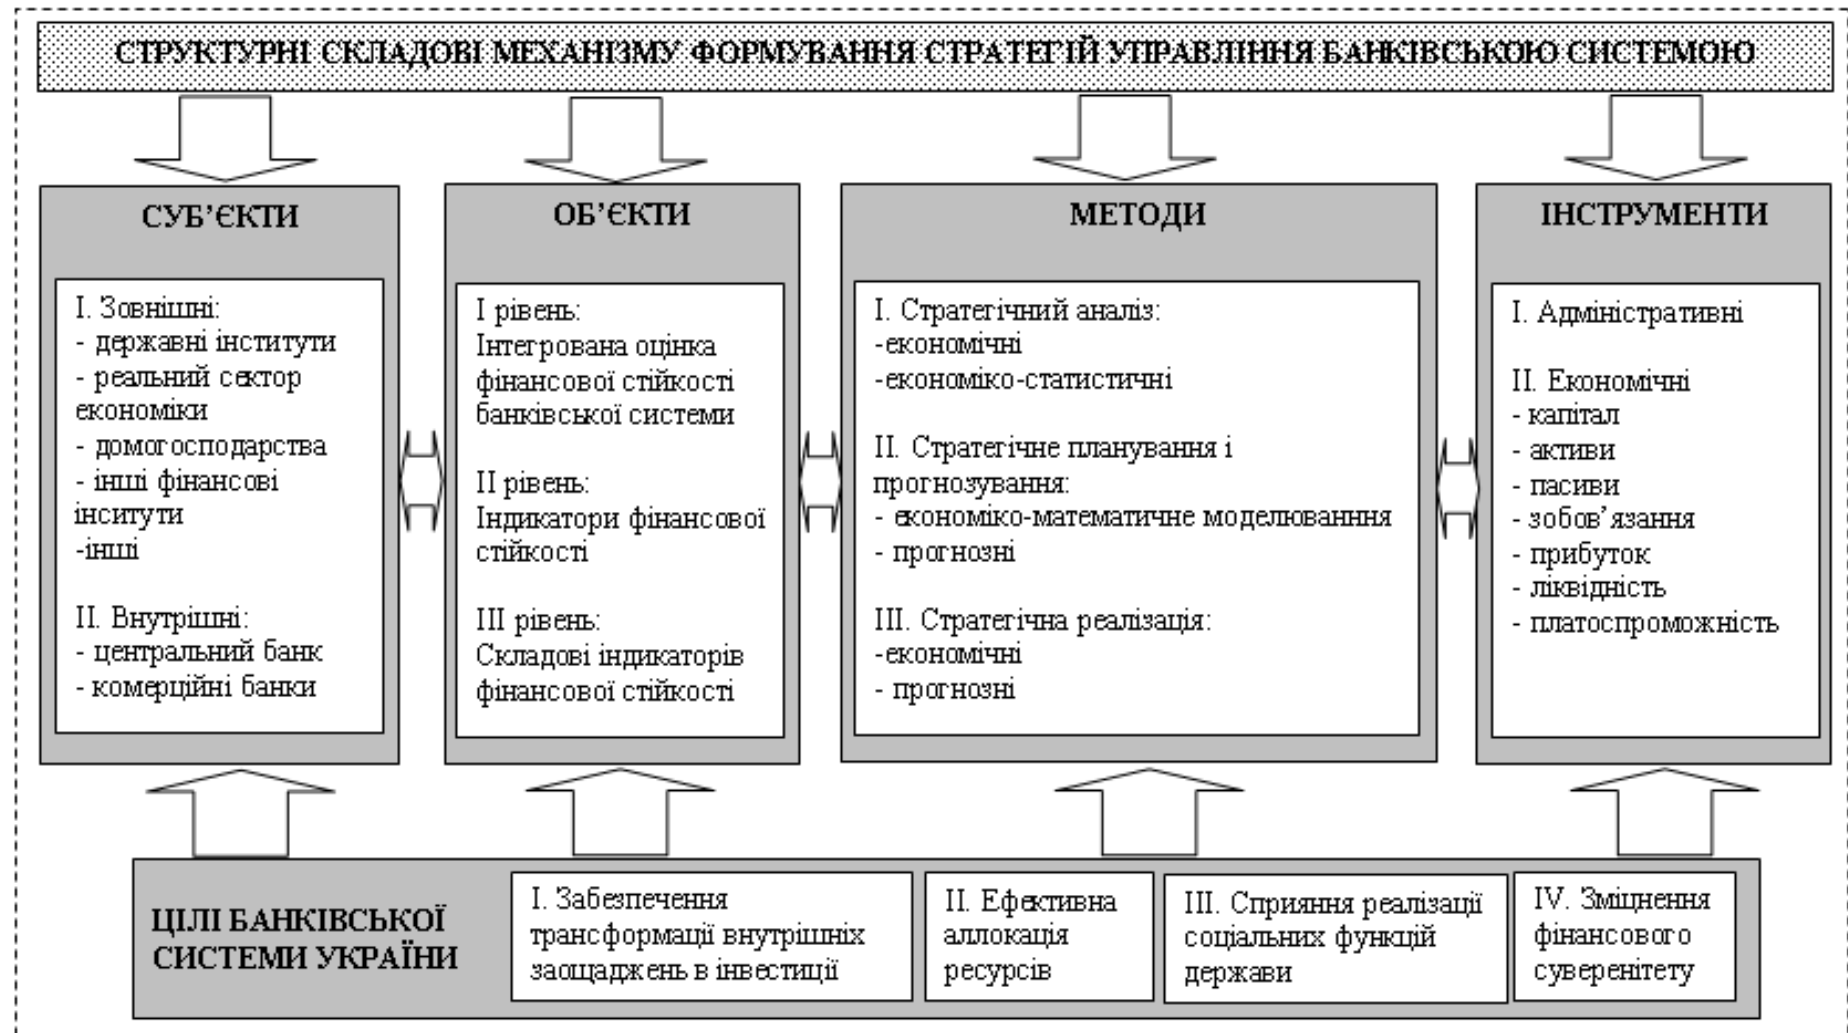 СТРУКТУРНІ СКЛАДОВІ МЕХАНІЗМУ ФОРМУВАННЯ СТРАТЕГІЙ УПРАВЛІННЯ БАНКІВСЬКОЮ СИСТЕМОЮ
СУБ’ЄКТИ
І. Зовнішні:
- державні інститути
- реальний сектор
економіки
- домогосподарства
- інші фінансові
інситути
-інші
ІІ. Внутрішні:
- центральний банк
- комерційні банки
ОБ’ЄКТИ
І рівень:
Інтегрована оцінка
фінансової стійкості
банківської системи
ІІ рівень:
Індикатори фінансової
стійкості
ІІІ рівень:
Складові індикаторів
фінансової стійкості
МЕТОДИ
І. Стратегічний аналіз:
-економічні
-економіко-статистичні
ІІ. Стратегічне планування і
прогнозування:
- економіко-математичне моделюванння
- прогнозні
ІІІ. Стратегічна реалізація:
-економічні
- прогнозні
ІНСТРУМЕНТИ
І. Адміністративні
ІІ. Економічні
- капітал
- активи
- пасиви
- зобов’язання
- прибуток
- ліквідність
- платоспроможність
ЦІЛІ БАНКІВСЬКОЇ
СИСТЕМИ УКРАЇНИ
І. Забезпечення
трансформації внутрішніх
заощаджень в інвестиції
ІІ. Ефективна
аллокація
ресурсів
ІІІ. Сприяння реалізації
соціальних функцій
держави
IV. Зміцнення
фінансового
суверенітету